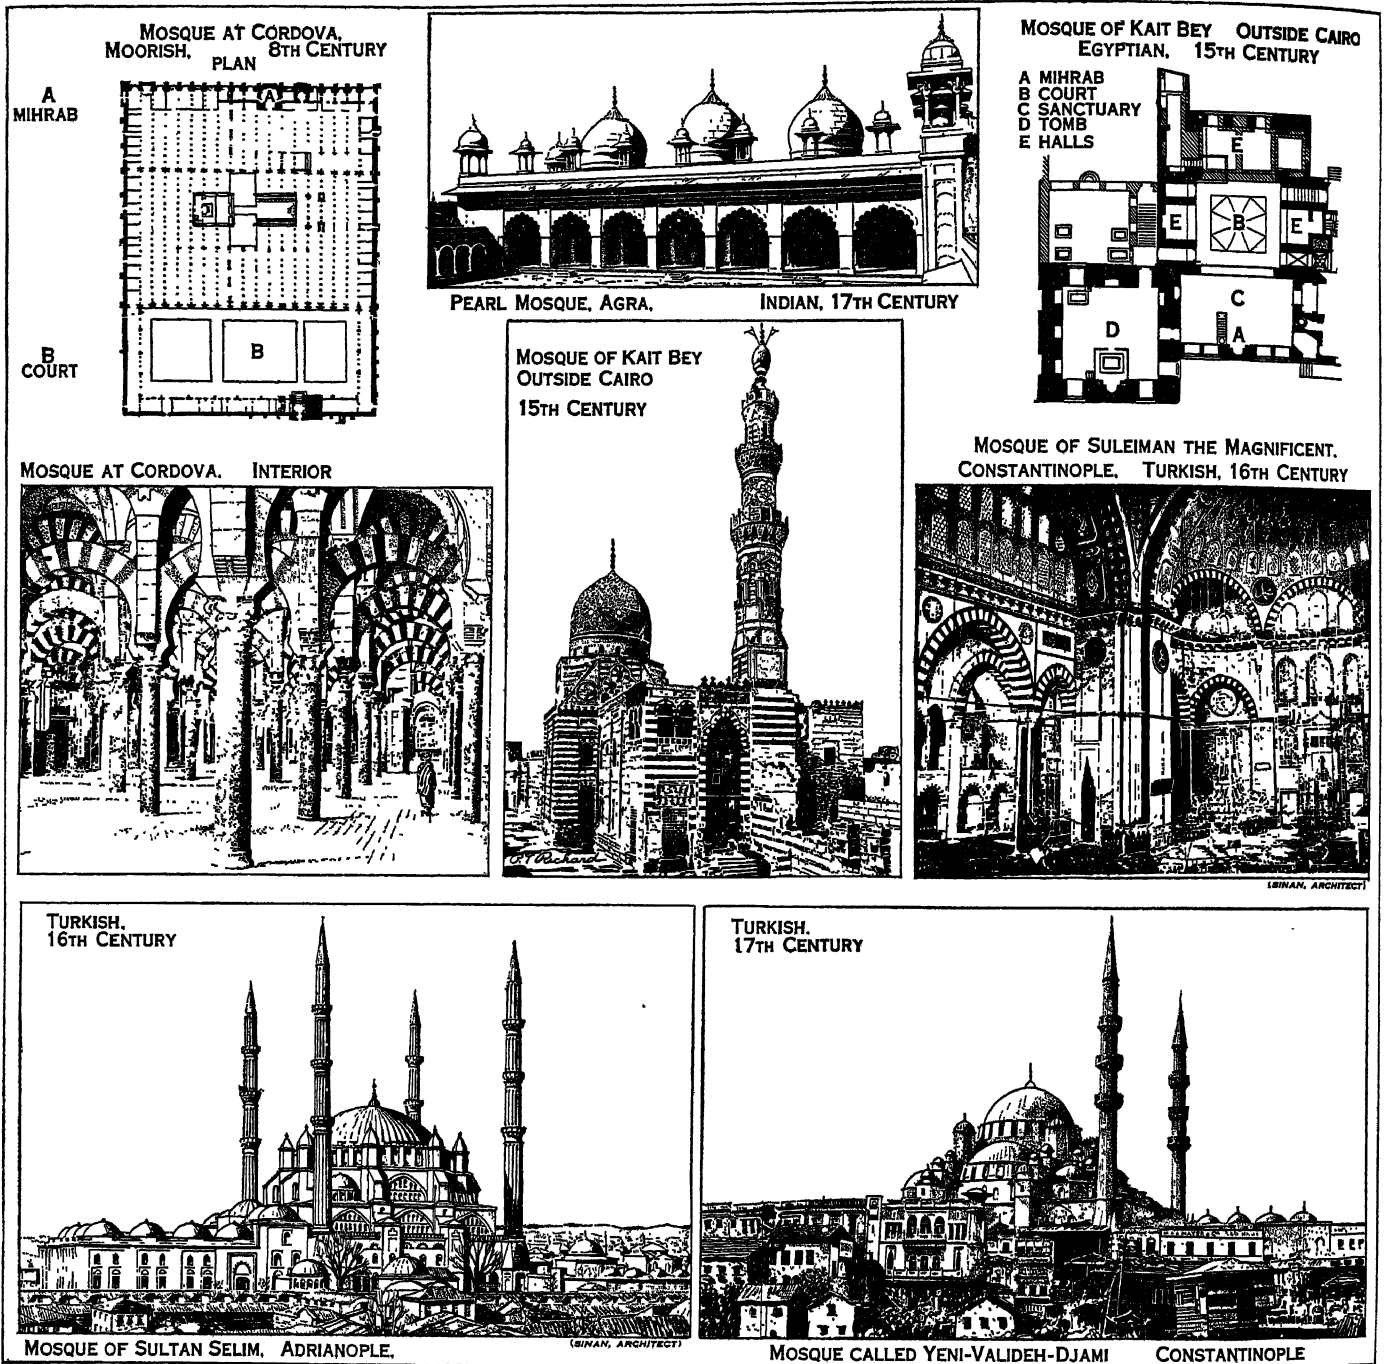 MOSQUE AT CORDOVA,
MOORISH, 8TH CENTURY
PLAN
A
MIHRAB
A
B
COURT
B
PEARL MOSQUE, AGRA, INDIAN, 17TH CENTURY
MOSQUE OF KAIT BEY OUTSIDE CAIRO
EGYPTIAN, 15TH CENTURY
A MIHRAB
B COURT
C SANCTUARY
D TOMB
E HALLS
E
E B E
C
D A
MOSQUE AT CORDOVA. INTERIOR
MOSQUE OF KAIT BEY
OUTSIDE CAIRO
15TH CENTURY
MOSQUE OF SULEIMAN THE MAGNIFICENT.
CONSTANTINOPLE. TURKISH, 16TH CENTURY
(SINAN, ARCHITECT)
TURKISH.
16TH CENTURY
MOSQUE OF SULTAN SELIM, ADRIANOPLE,
(SINAN, ARCHITECT)
TURKISH.
17TH CENTURY
MOSQUE CALLED YENI-VALIDEH-DJAMI CONSTANTINOPLE